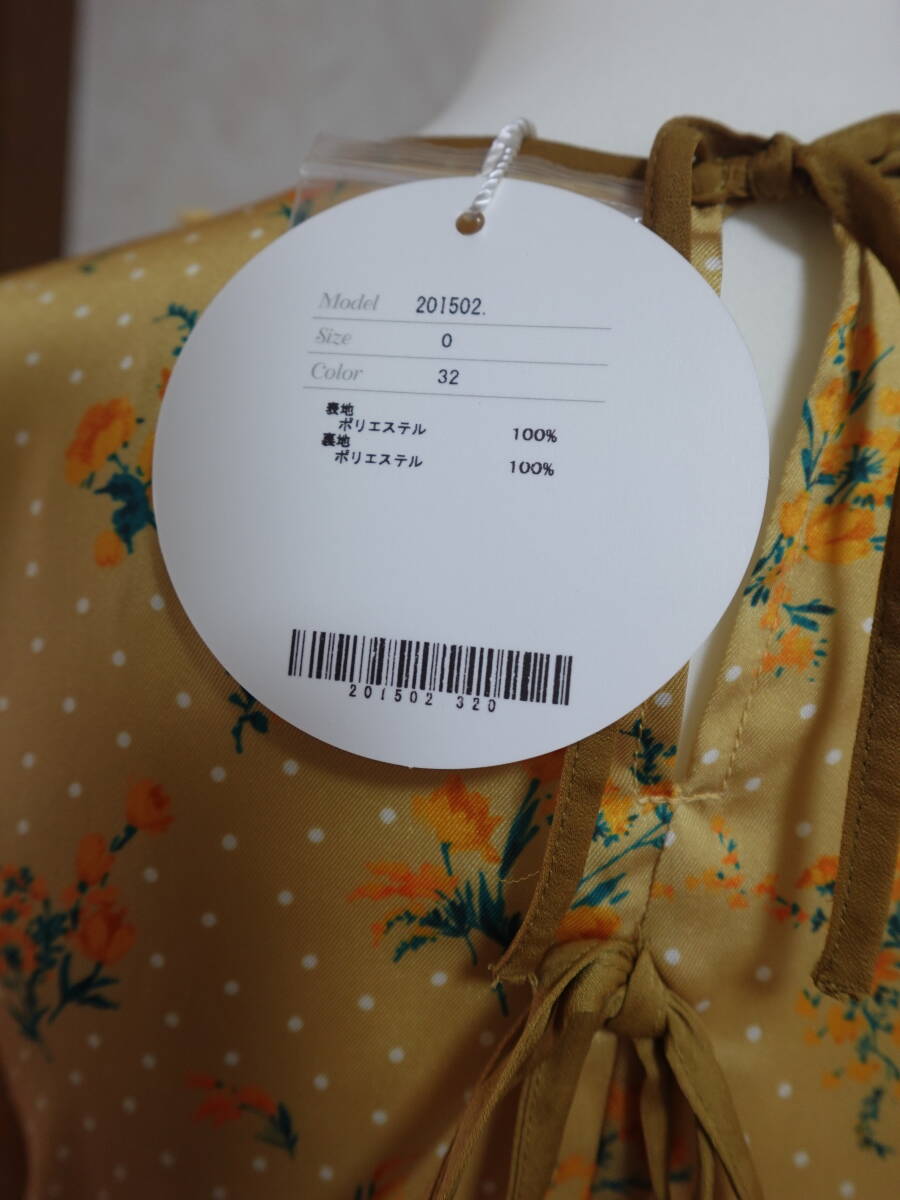 Model 201502.
Size 0
Color 32
表地
ポリエステル 100%
裏地
ポリエステル 100%
201502 320